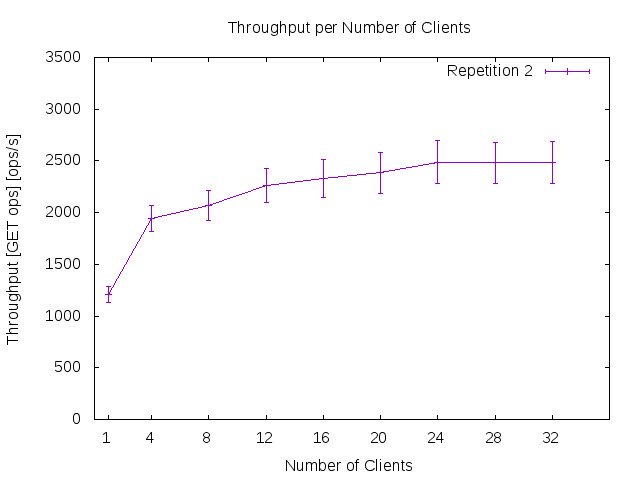 Throughput per Number of Clients
Repetition 2
3500
3000
2500
2000
1500
1000
500
0
Throughput [GET ops] [ops/s]
1 4 8 12 16 20 24 28 32
Number of Clients